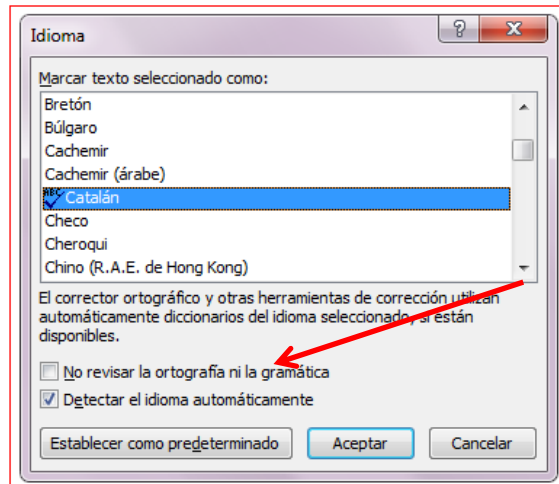 Idioma
Marcar texto seleccionado como:
Bretón
Búlgaro
Cachemir
Cachemir (árabe)
ABC Catalán
Checo
Cheroqui
Chino (R.A.E. de Hong Kong)
El corrector ortográfico y otras herramientas de corrección utilizan
automáticamente diccionarios del idioma seleccionado, si están
disponibles.
No revisar la ortografía ni la gramática
Detectar el idioma automáticamente
Establecer como predeterminado Aceptar Cancelar